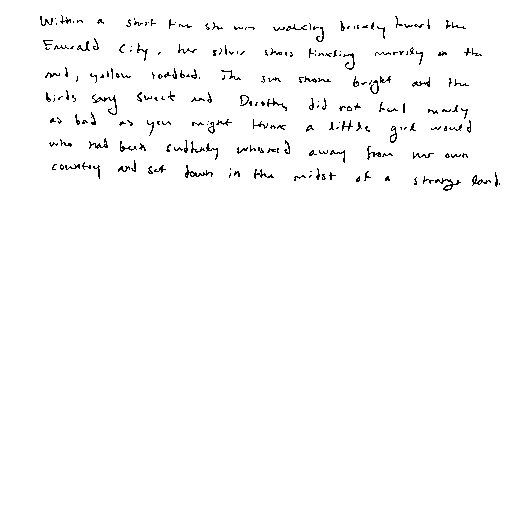 Within a short time she was walking briskly toward the
Emerald City, her silver shoes tinkling merrily on the
hard, yellow roadbed. The sun shone bright and the
birds sang sweet and Dorothy did not feel nearly
as bad as you might think a little girl would
who had been suddenly whisked away from her own
country and set down in the midst of a strange land.